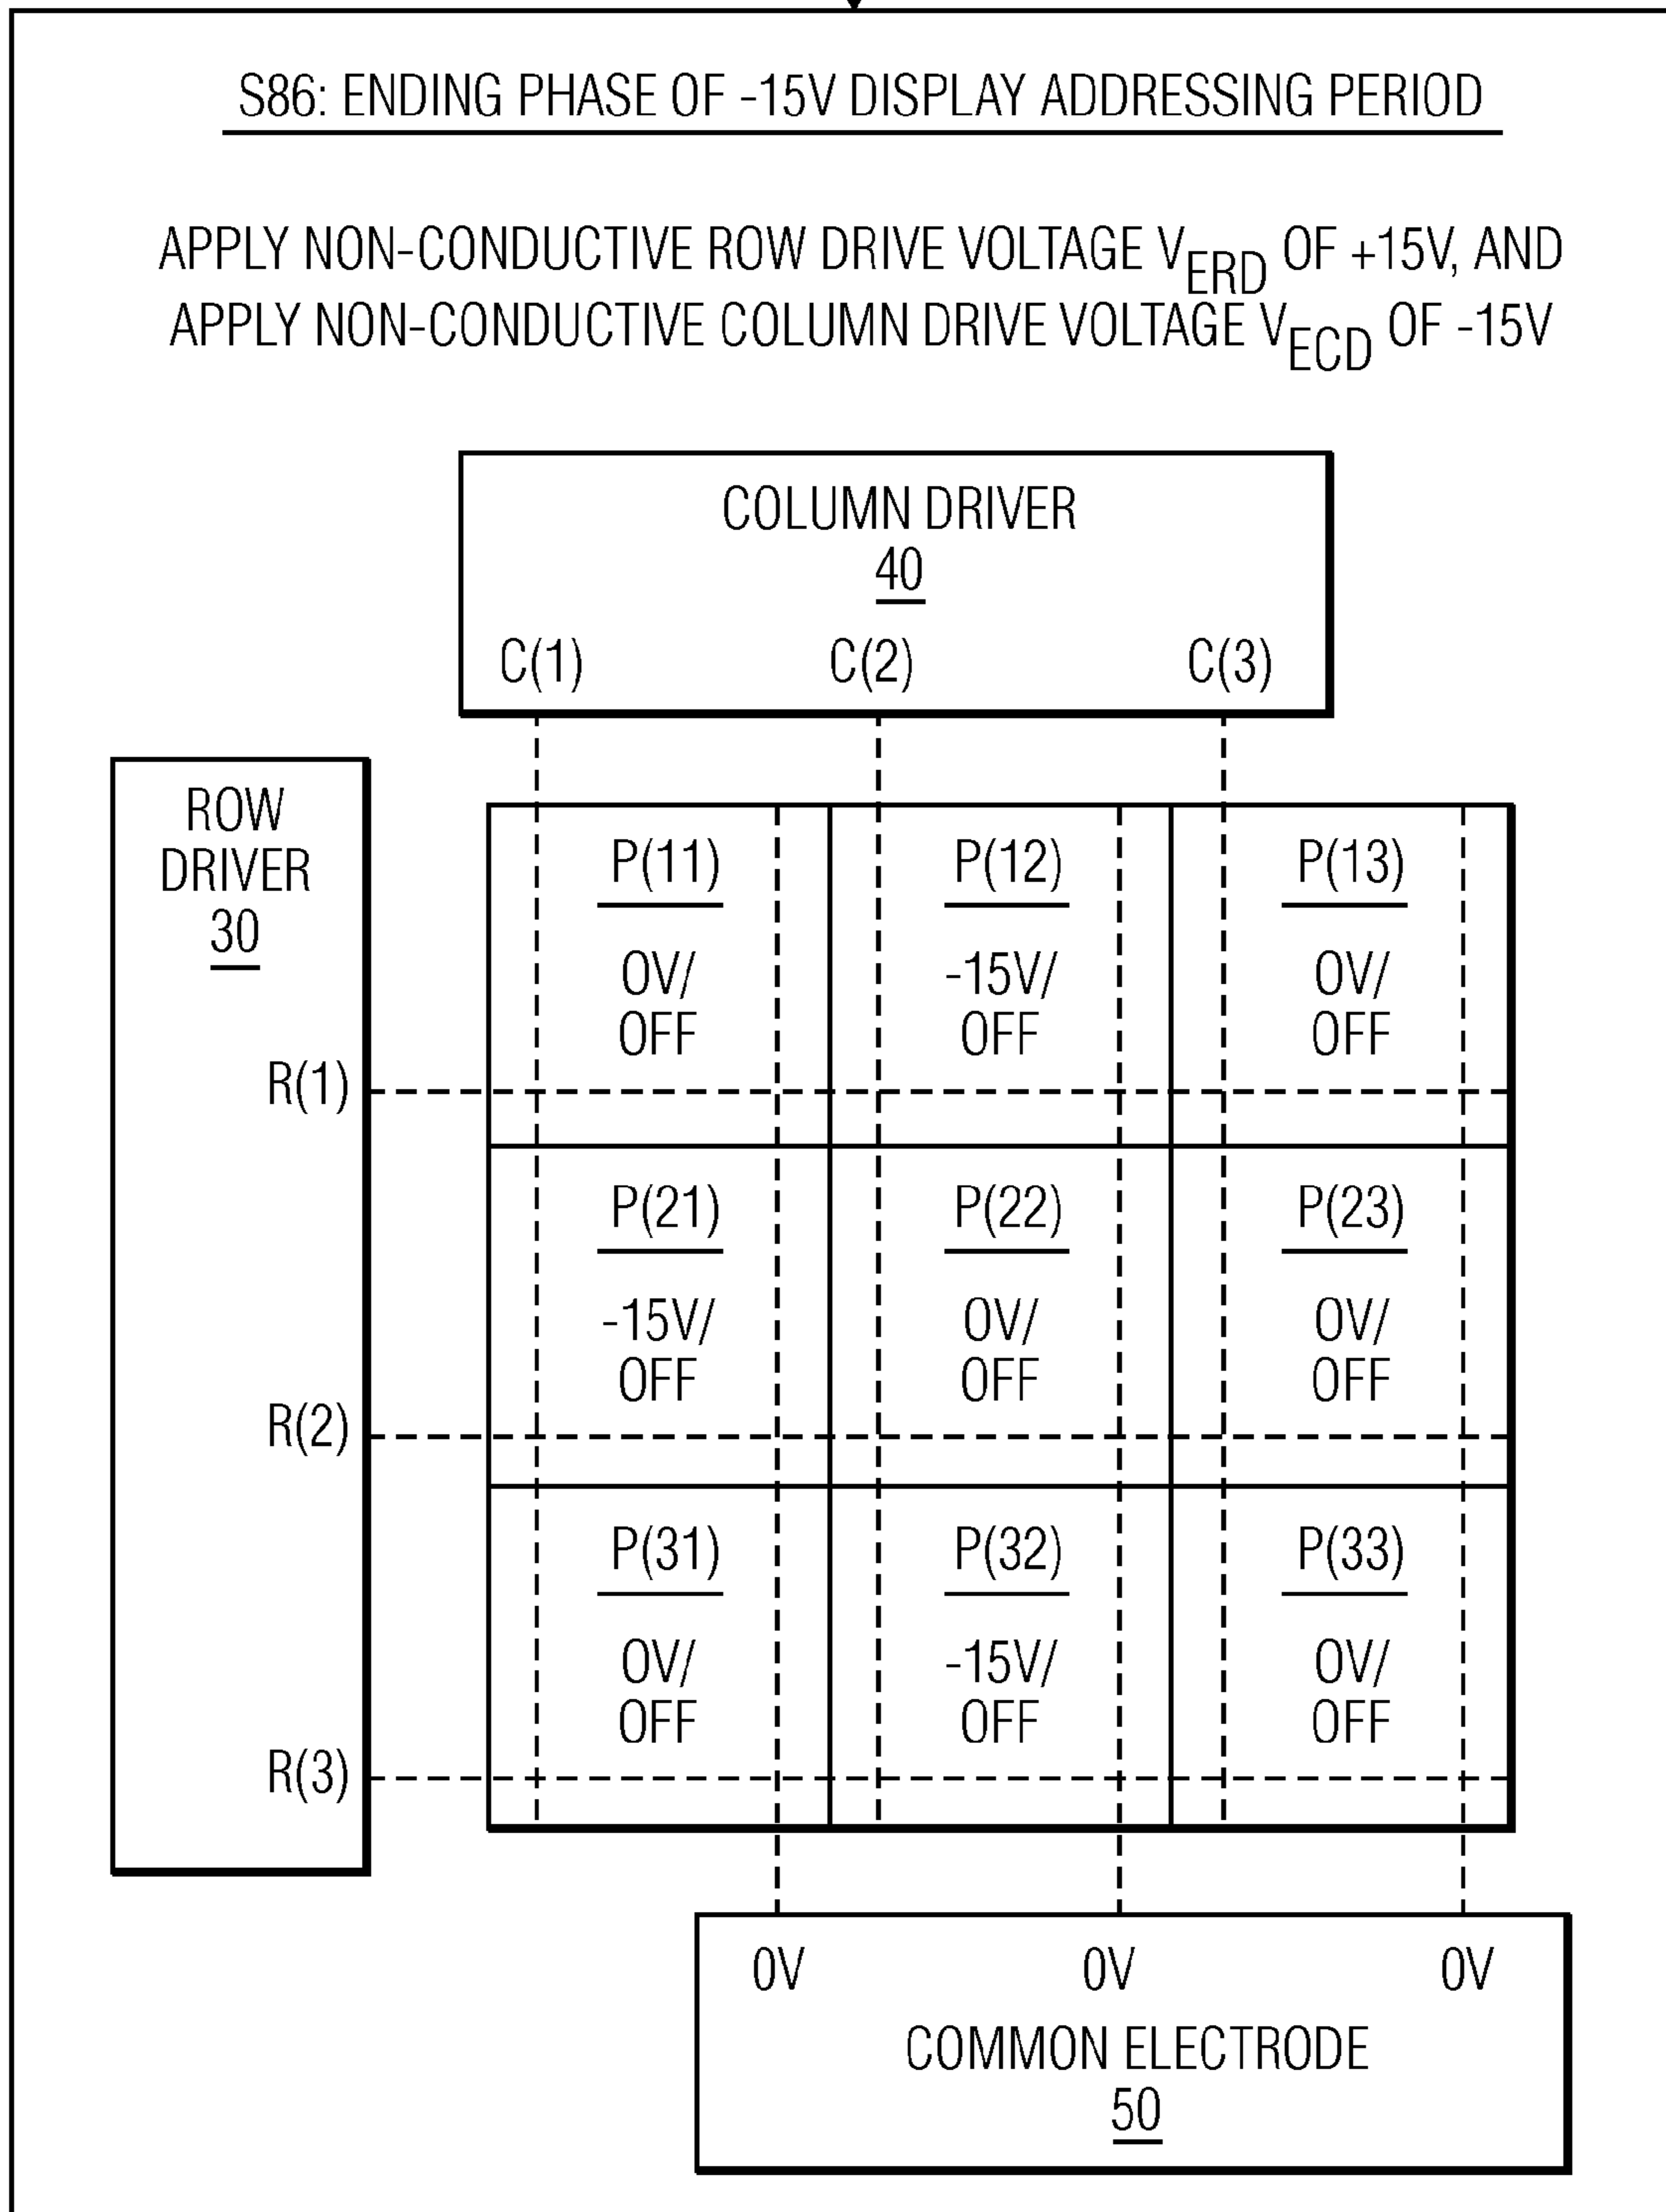 S86: ENDING PHASE OF -15V DISPLAY ADDRESSING PERIOD
APPLY NON-CONDUCTIVE ROW DRIVE VOLTAGE VERD OF +15V, AND
APPLY NON-CONDUCTIVE COLUMN DRIVE VOLTAGE VECD OF -15V
COLUMN DRIVER
40
C(1) C(2) C(3)
ROW
DRIVER
30
P(11) P(12) P(13)
0V/ -15V/ 0V/
OFF OFF OFF
R(1)
P(21) P(22) P(23)
-15V/ 0V/ 0V/
OFF OFF OFF
R(2)
P(31) P(32) P(33)
0V/ -15V/ 0V/
OFF OFF OFF
R(3)
0V 0V 0V
COMMON ELECTRODE
50